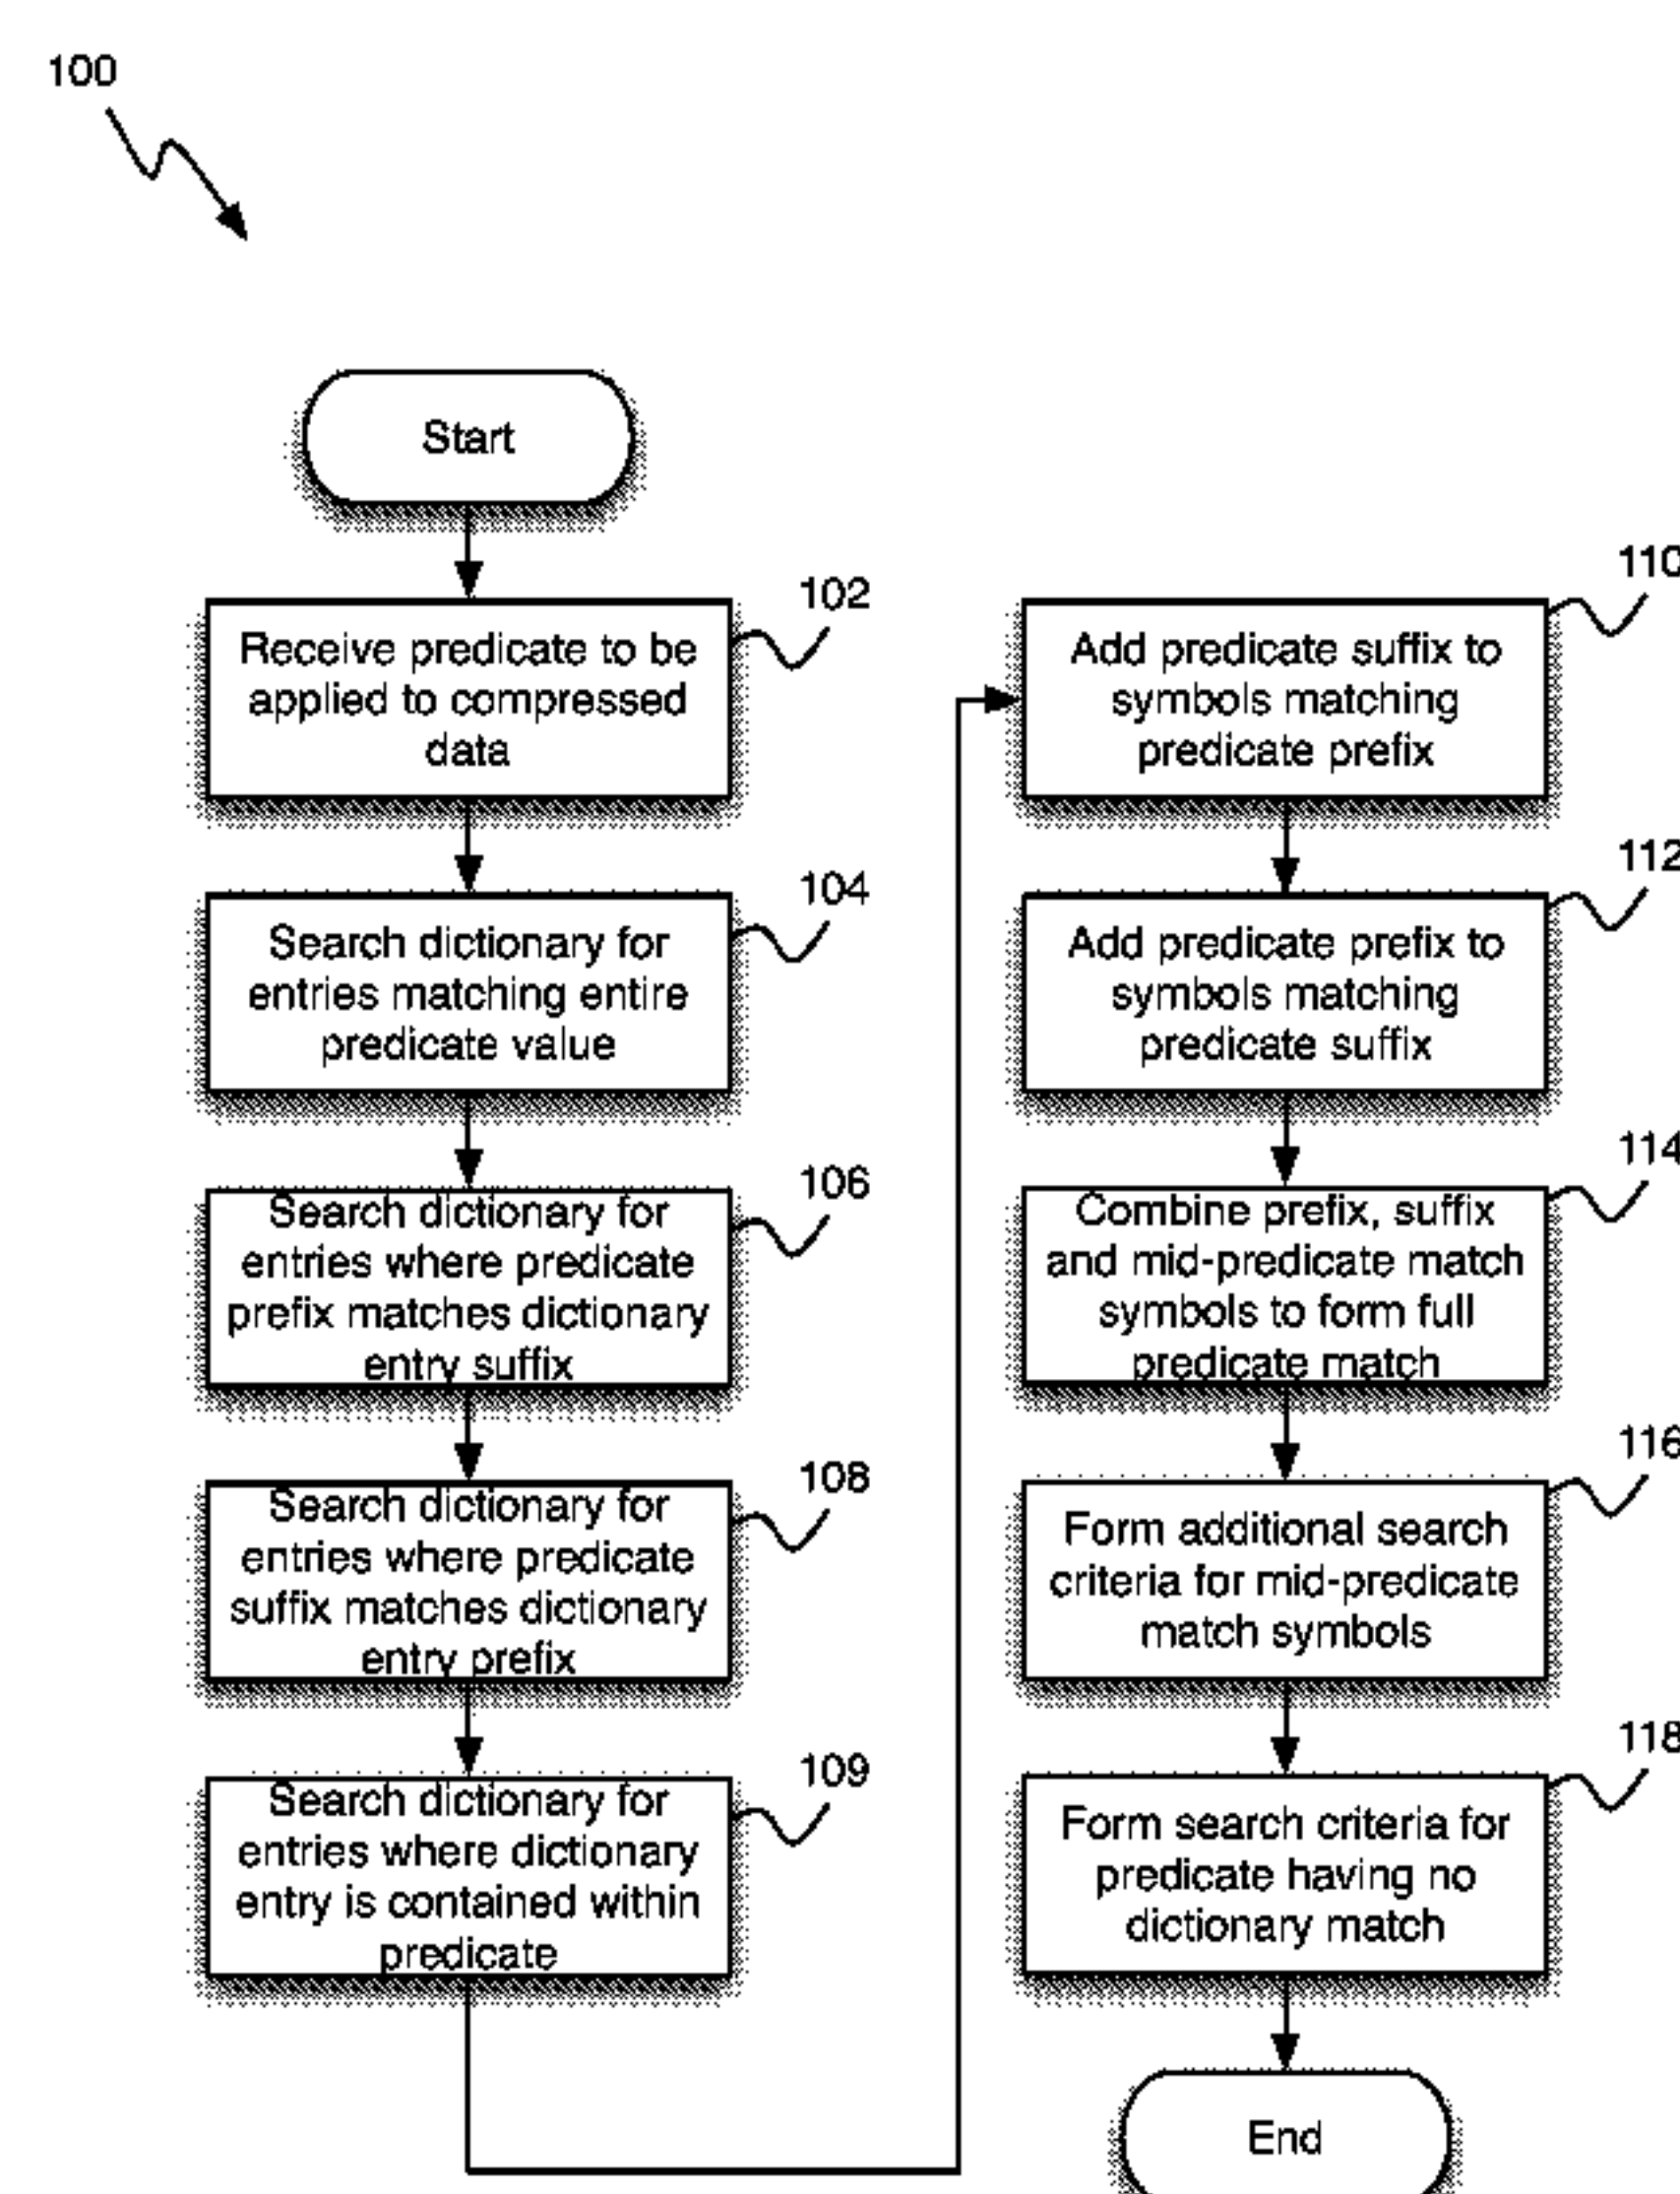 100
Start
102
Receive predicate to be
applied to compressed
data
104
Search dictionary for
entries matching entire
predicate value
106
Search dictionary for
entries where predicate
prefix matches dictionary
entry suffix
108
Search dictionary for
entries where predicate
suffix matches dictionary
entry prefix
109
Search dictionary for
entries where dictionary
entry is contained within
predicate
110
Add predicate suffix to
symbols matching
predicate prefix
112
Add predicate prefix to
symbols matching
predicate suffix
114
Combine prefix, suffix
and mid-predicate match
symbols to form full
predicate match
116
Form additional search
criteria for mid-predicate
match symbols
118
Form search criteria for
predicate having no
dictionary match
End